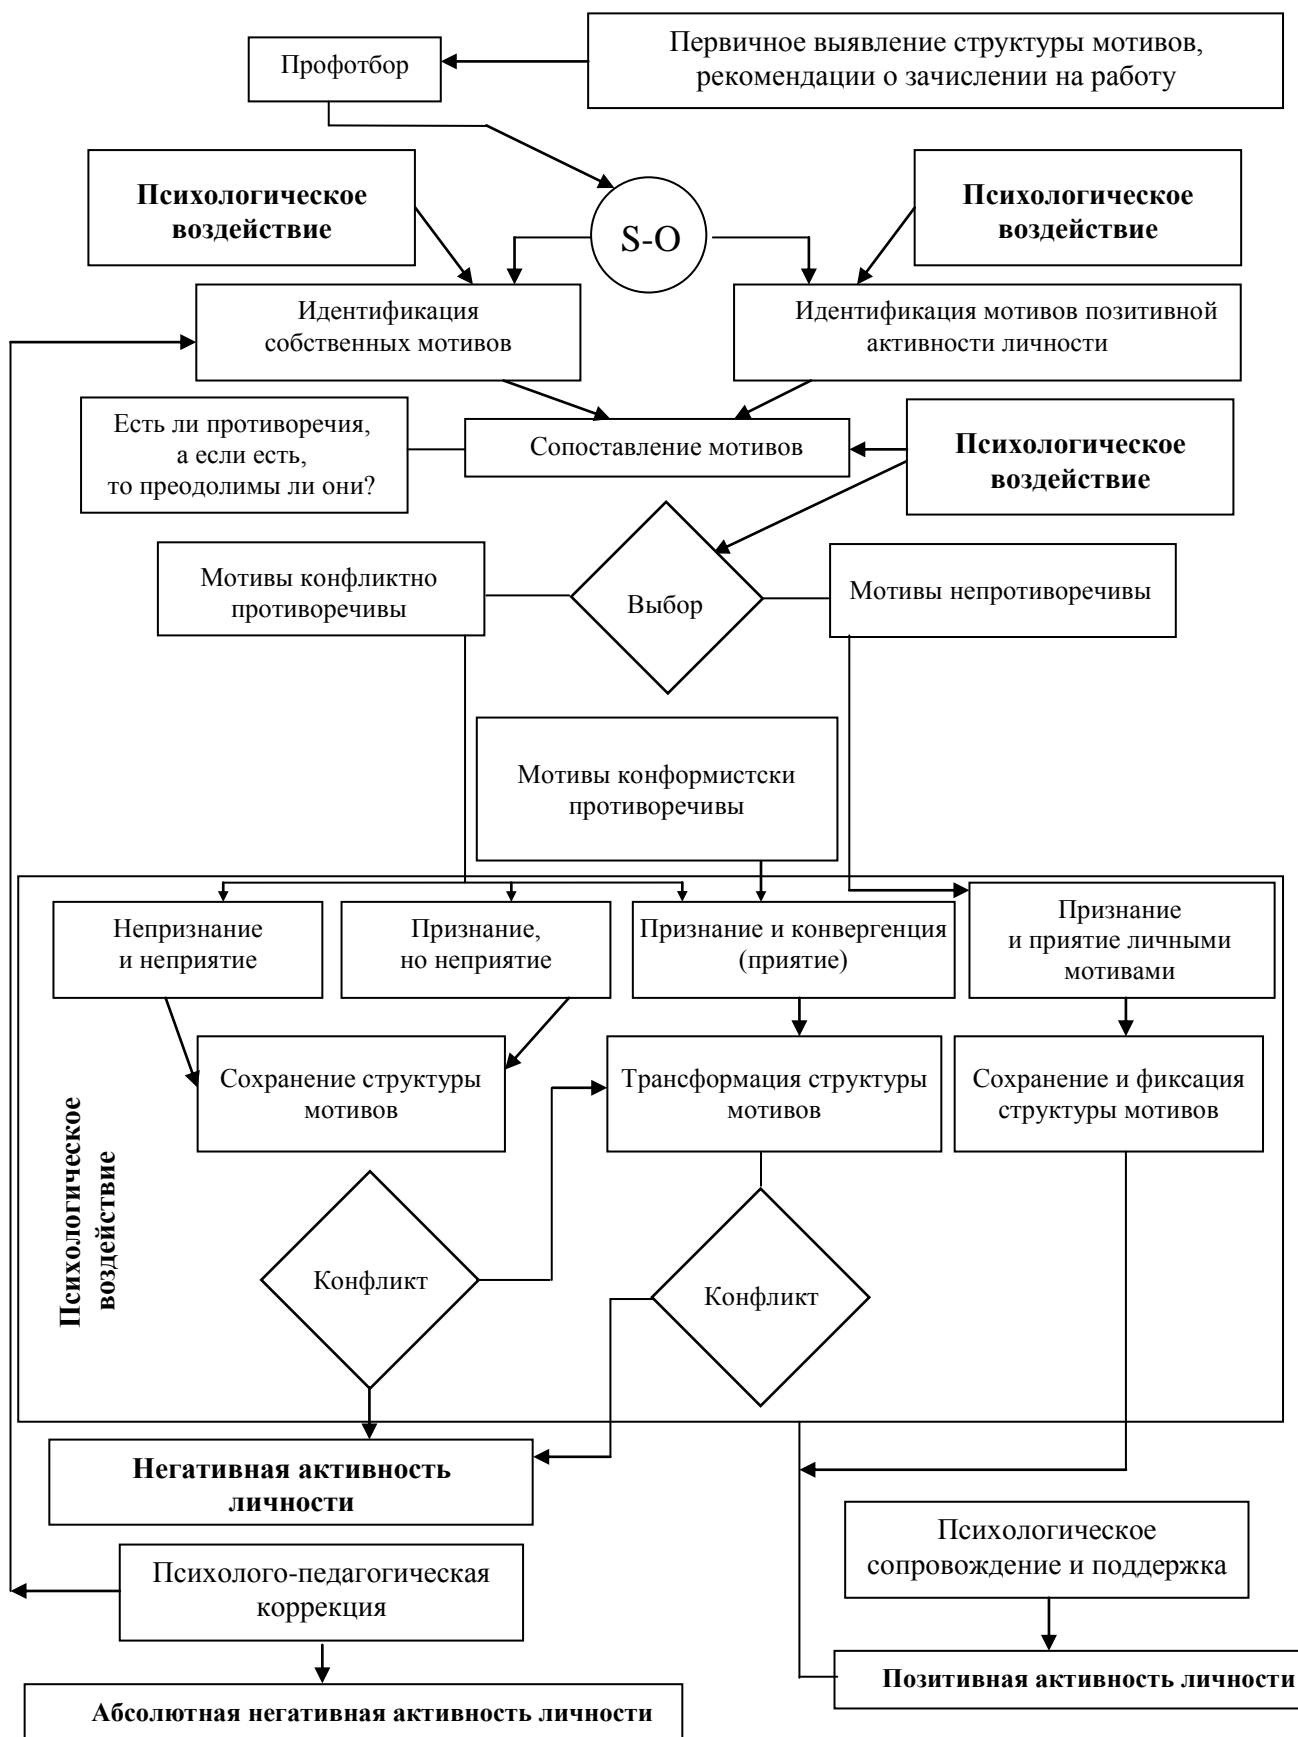 Профотбор
Первичное выявление структуры мотивов,
рекомендации о зачислении на работу
Психологическое
воздействие
S-O
Психологическое
воздействие
Идентификация
собственных мотивов
Идентификация мотивов позитивной
активности личности
Есть ли противоречия,
а если есть,
то преодолимы ли они?
Сопоставление мотивов
Психологическое
воздействие
Мотивы конфликтно
противоречивы
Выбор
Мотивы непротиворечивы
Мотивы конформистски
противоречивы
Непризнание
и неприятие
Признание,
но неприятие
Признание и конвергенция
(приятие)
Признание
и приятие личными
мотивами
Сохранение структуры
мотивов
Трансформация структуры
мотивов
Сохранение и фиксация
структуры мотивов
Психологическое
воздействие
Конфликт
Конфликт
Негативная активность
личности
Психологическое
сопровождение и поддержка
Психолого-педагогическая
коррекция
Позитивная активность личности
Абсолютная негативная активность личности